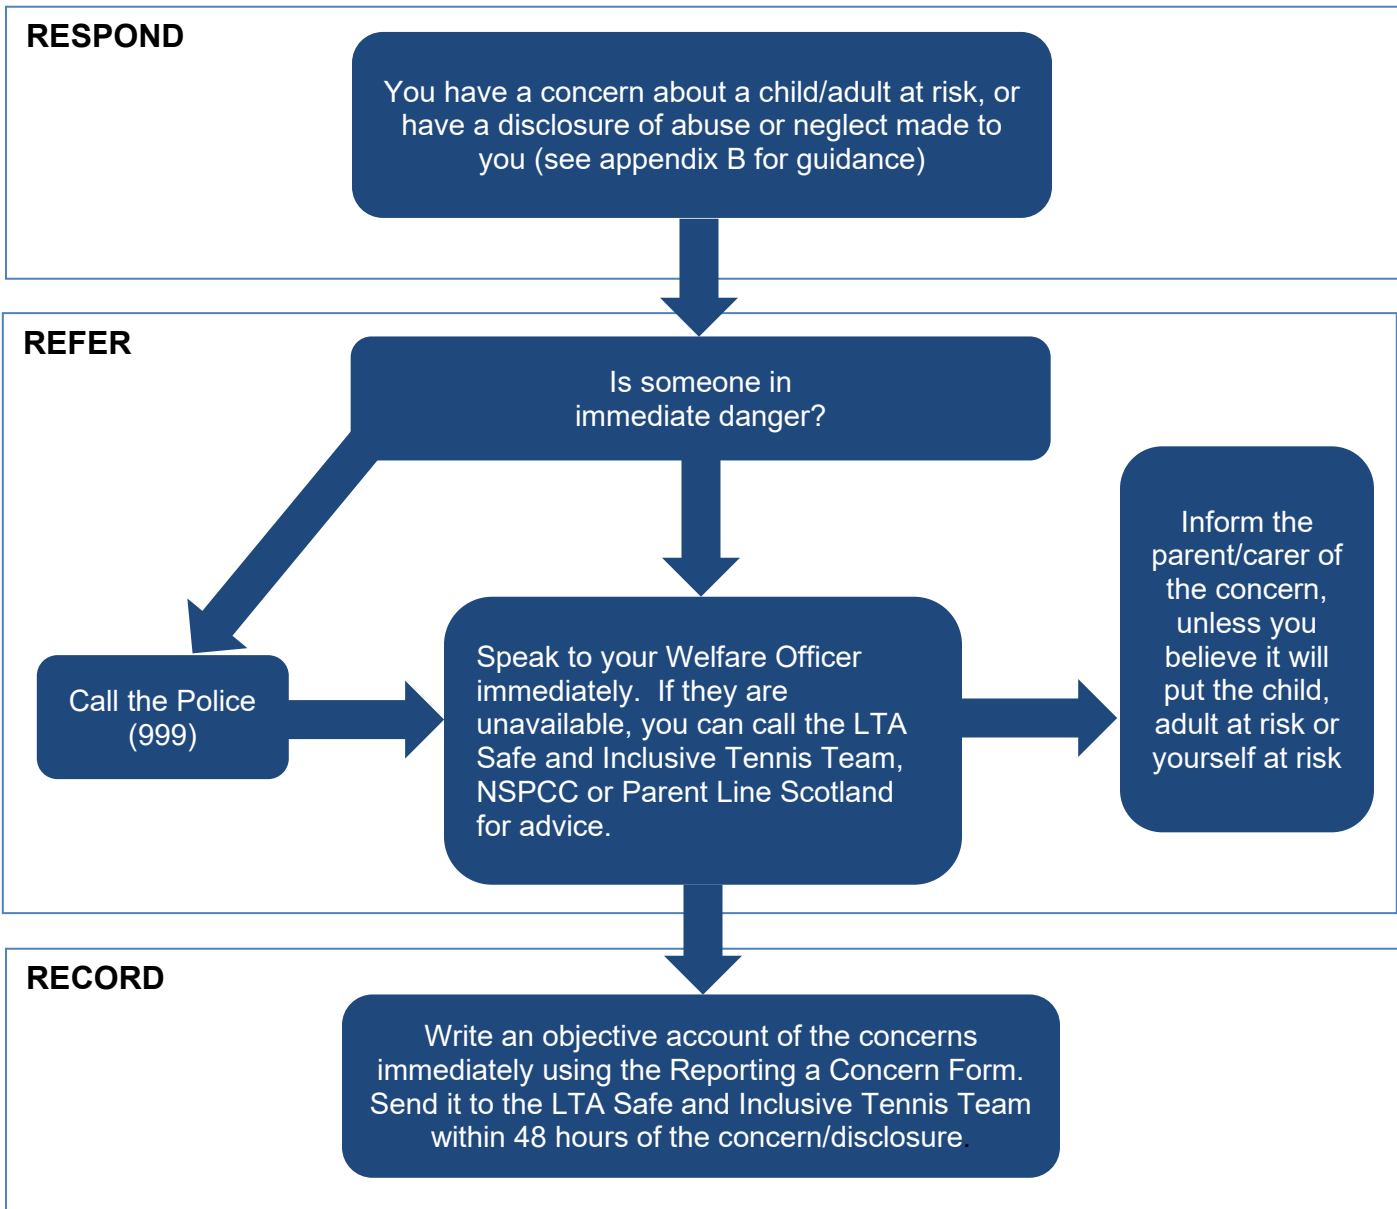 RESPOND
You have a concern about a child/adult at risk, or
have a disclosure of abuse or neglect made to
you (see appendix B for guidance)
REFER
Is someone in
immediate danger?
Call the Police
(999)
Speak to your Welfare Officer
immediately.  If they are
unavailable, you can call the LTA
Safe and Inclusive Tennis Team,
NSPCC or Parent Line Scotland
for advice.
Inform the
parent/carer of
the concern,
unless you
believe it will
put the child,
adult at risk or
yourself at risk
RECORD
Write an objective account of the concerns
immediately using the Reporting a Concern Form.
Send it to the LTA Safe and Inclusive Tennis Team
within 48 hours of the concern/disclosure.